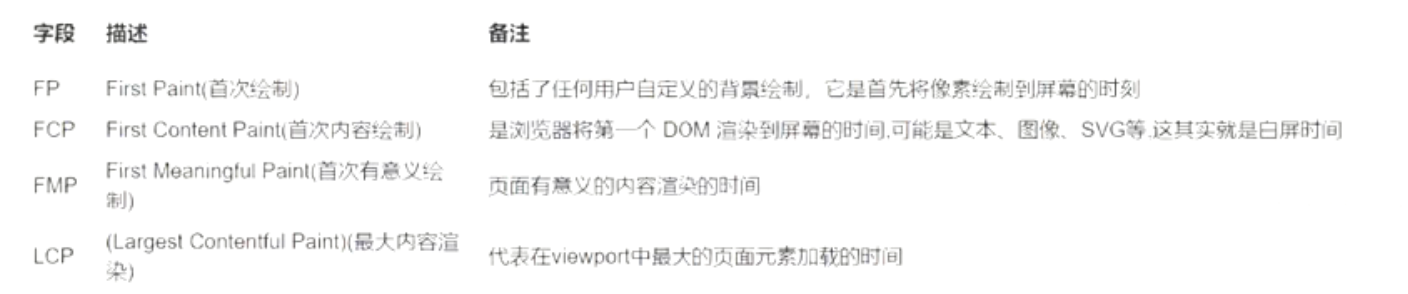 字段 描述 备注
FP First Paint(首次绘制) 包括了任何用户自定义的背景绘制，它是首先将像素绘制到屏幕的时刻
FCP First Content Paint(首次内容绘制) 是浏览器将第一个 DOM 渲染到屏幕的时间,可能是文本、图像、SVG等,这其实就是白屏时间
FMP First Meaningful Paint(首次有意义绘
制) 页面有意义的内容渲染的时间
LCP (Largest Contentful Paint)(最大内容渲
染) 代表在viewport中最大的页面元素加载的时间